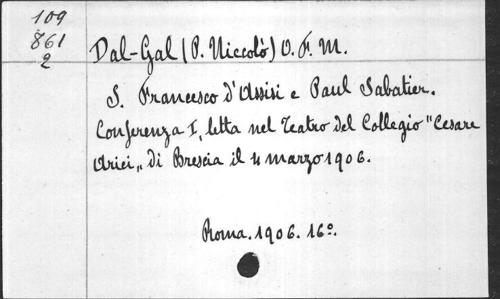 109
861
2
Dal-Gal (P. Niccolò) O. F. M.
S. Francesco d'Assisi e Paul Sabatier.
Conferenza I, letta nel Teatro del Collegio "Cesare
Arici„ di Brescia il 4 marzo 1906.
Roma. 1906. 16º.